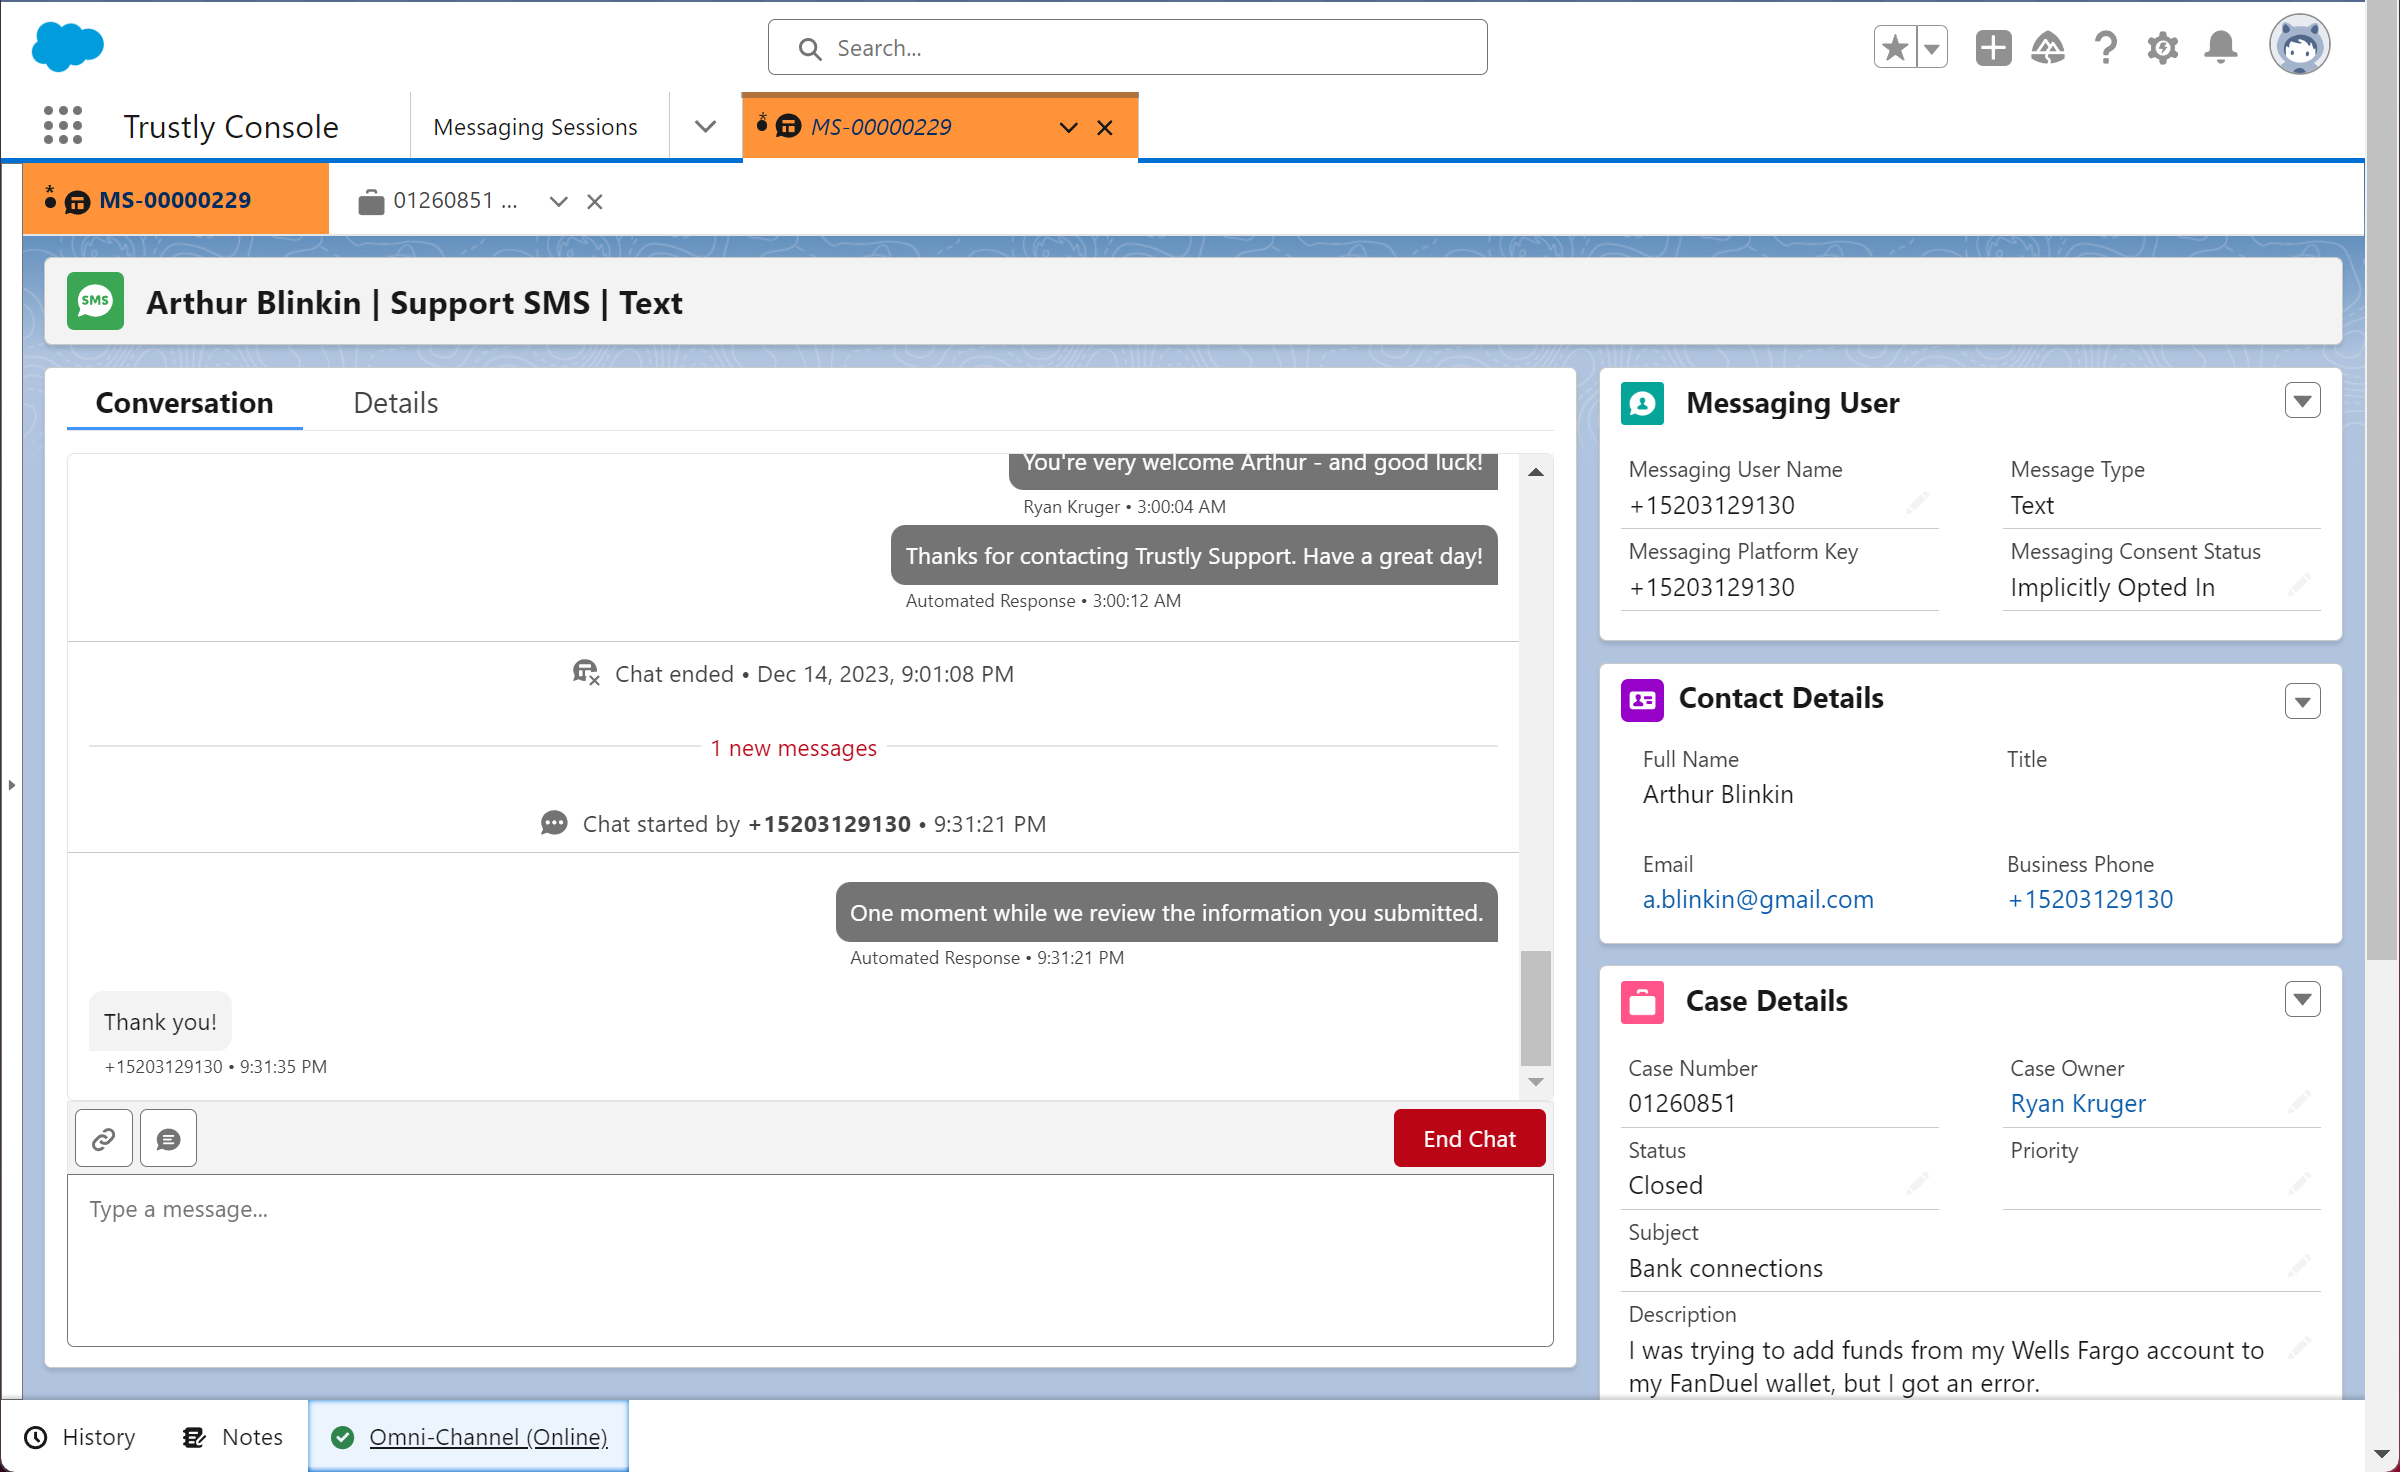 Search...
Trustly Console
Messaging Sessions
* MS-00000229
* MS-00000229
01260851 ...
SMS
Arthur Blinkin | Support SMS | Text
Conversation
Details
You're very welcome Arthur - and good luck!
Ryan Kruger • 3:00:04 AM
Thanks for contacting Trustly Support. Have a great day!
Automated Response • 3:00:12 AM
Chat ended • Dec 14, 2023, 9:01:08 PM
1 new messages
Chat started by +15203129130 • 9:31:21 PM
One moment while we review the information you submitted.
Automated Response • 9:31:21 PM
Thank you!
+15203129130 • 9:31:35 PM
End Chat
Type a message...
Messaging User
Messaging User Name
+15203129130
Message Type
Text
Messaging Platform Key
+15203129130
Messaging Consent Status
Implicitly Opted In
Contact Details
Full Name
Arthur Blinkin
Title
Email
a.blinkin@gmail.com
Business Phone
+15203129130
Case Details
Case Number
01260851
Case Owner
Ryan Kruger
Status
Closed
Priority
Subject
Bank connections
Description
I was trying to add funds from my Wells Fargo account to
my FanDuel wallet, but I got an error.
History
Notes
Omni-Channel (Online)